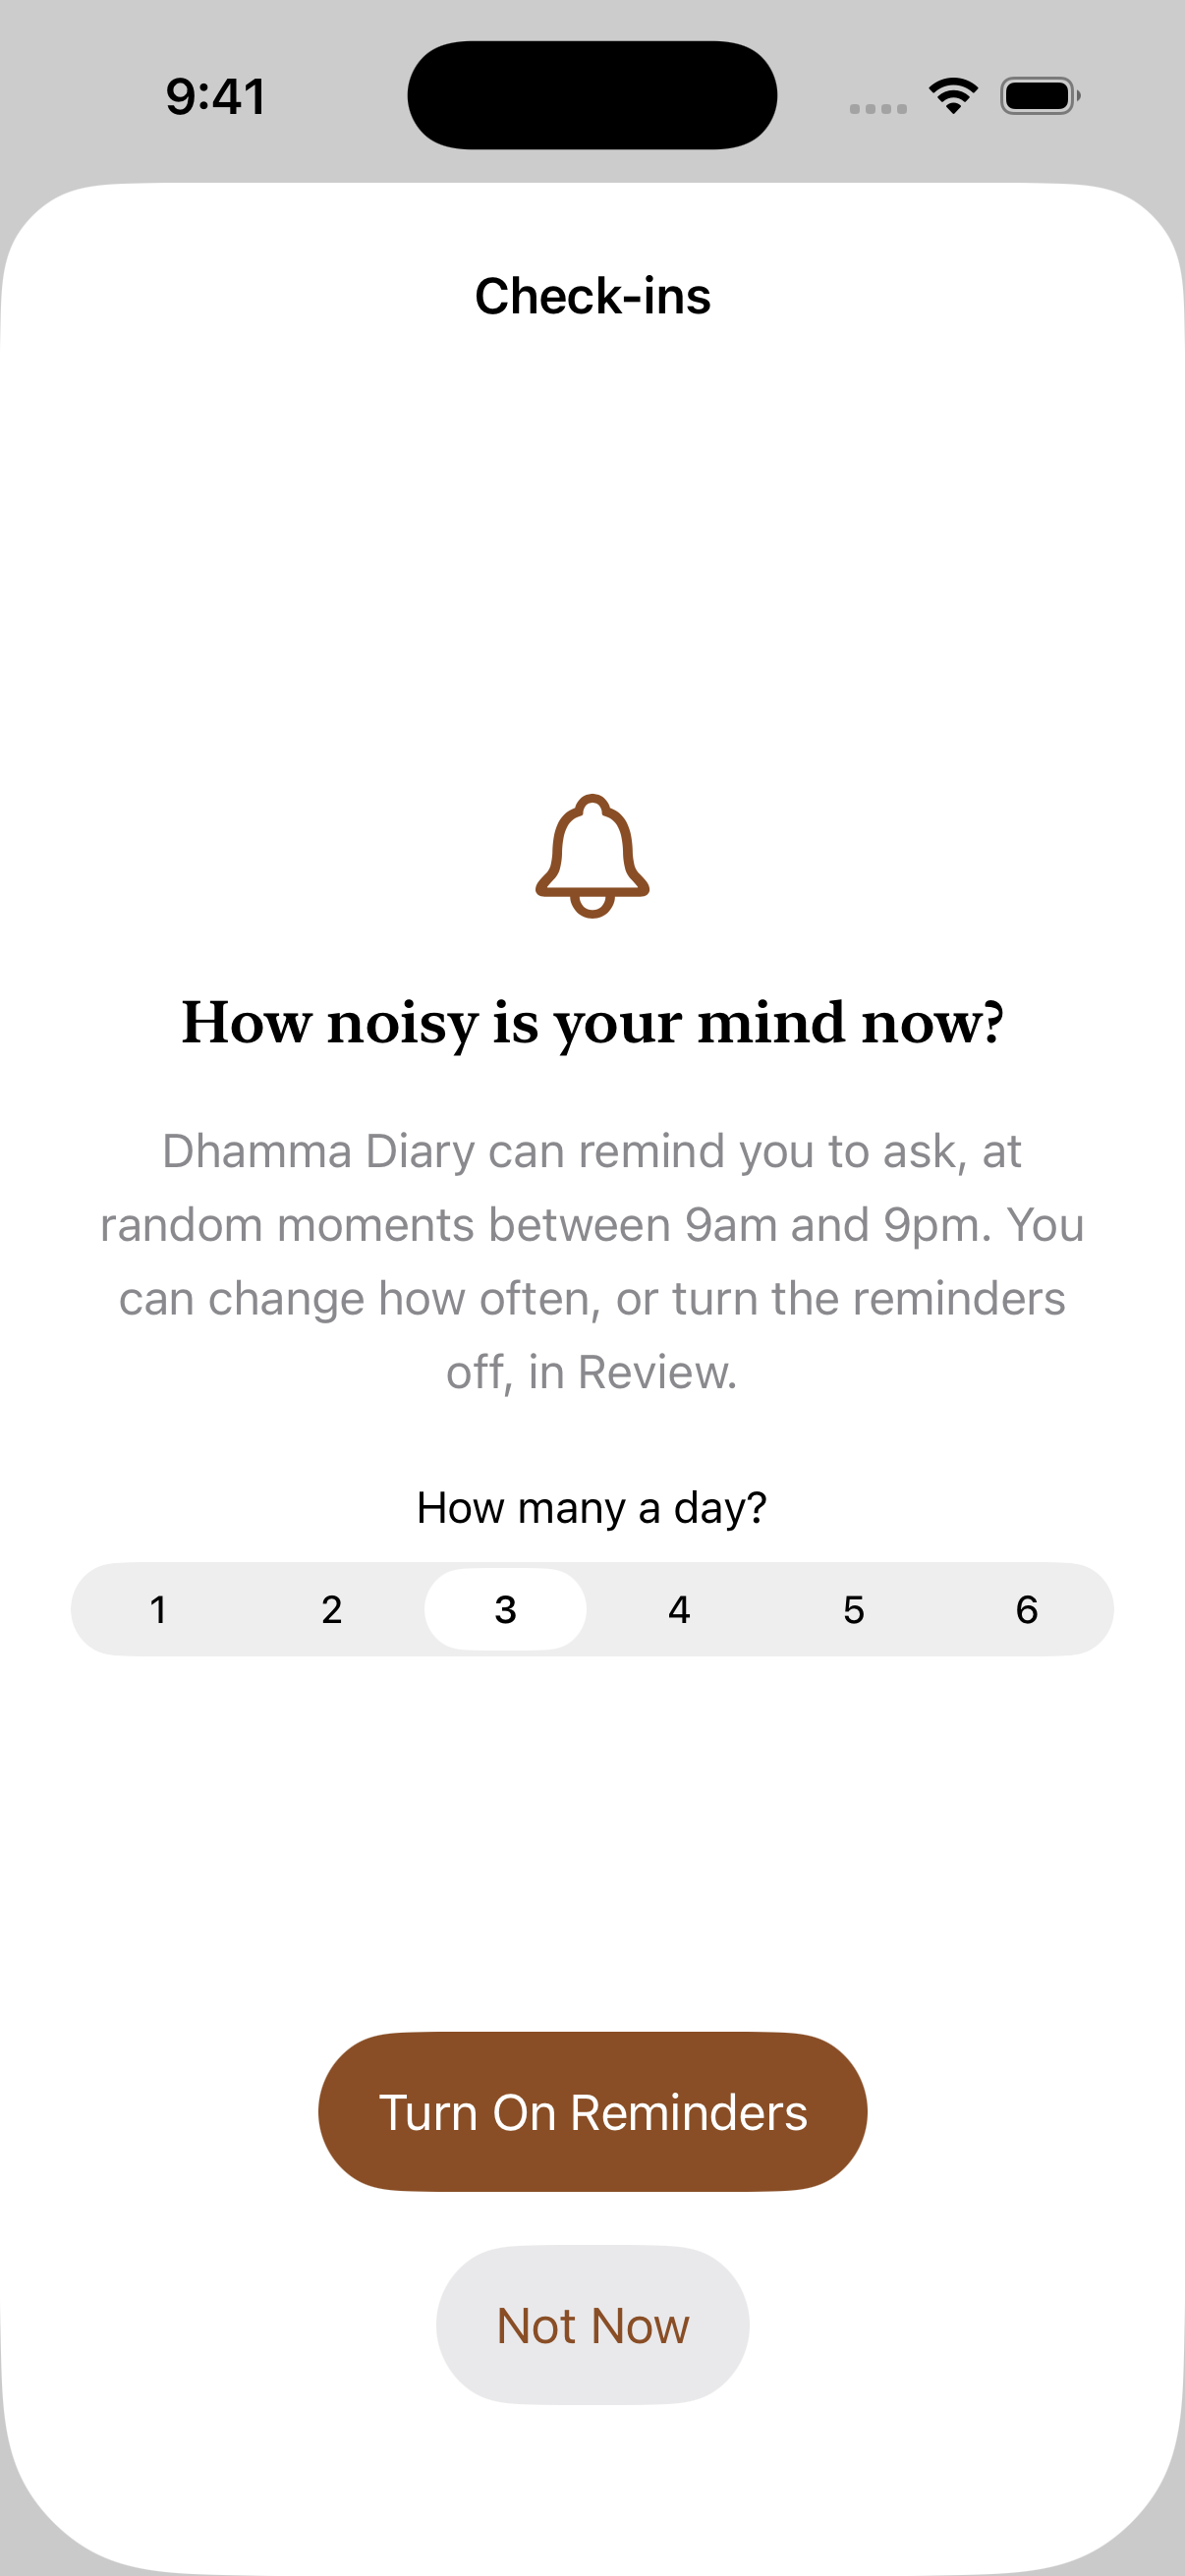 9:41
Check-ins
How noisy is your mind now?
Dhamma Diary can remind you to ask, at
random moments between 9am and 9pm. You
can change how often, or turn the reminders
off, in Review.
How many a day?
1 2 3 4 5 6
Turn On Reminders
Not Now